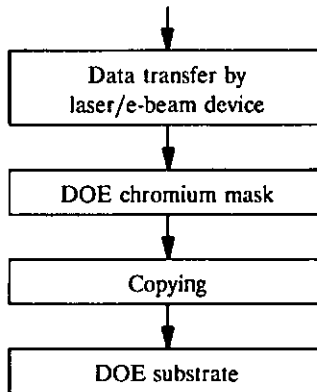 Data transfer by
laser/e-beam device
DOE chromium mask
Copying
DOE substrate